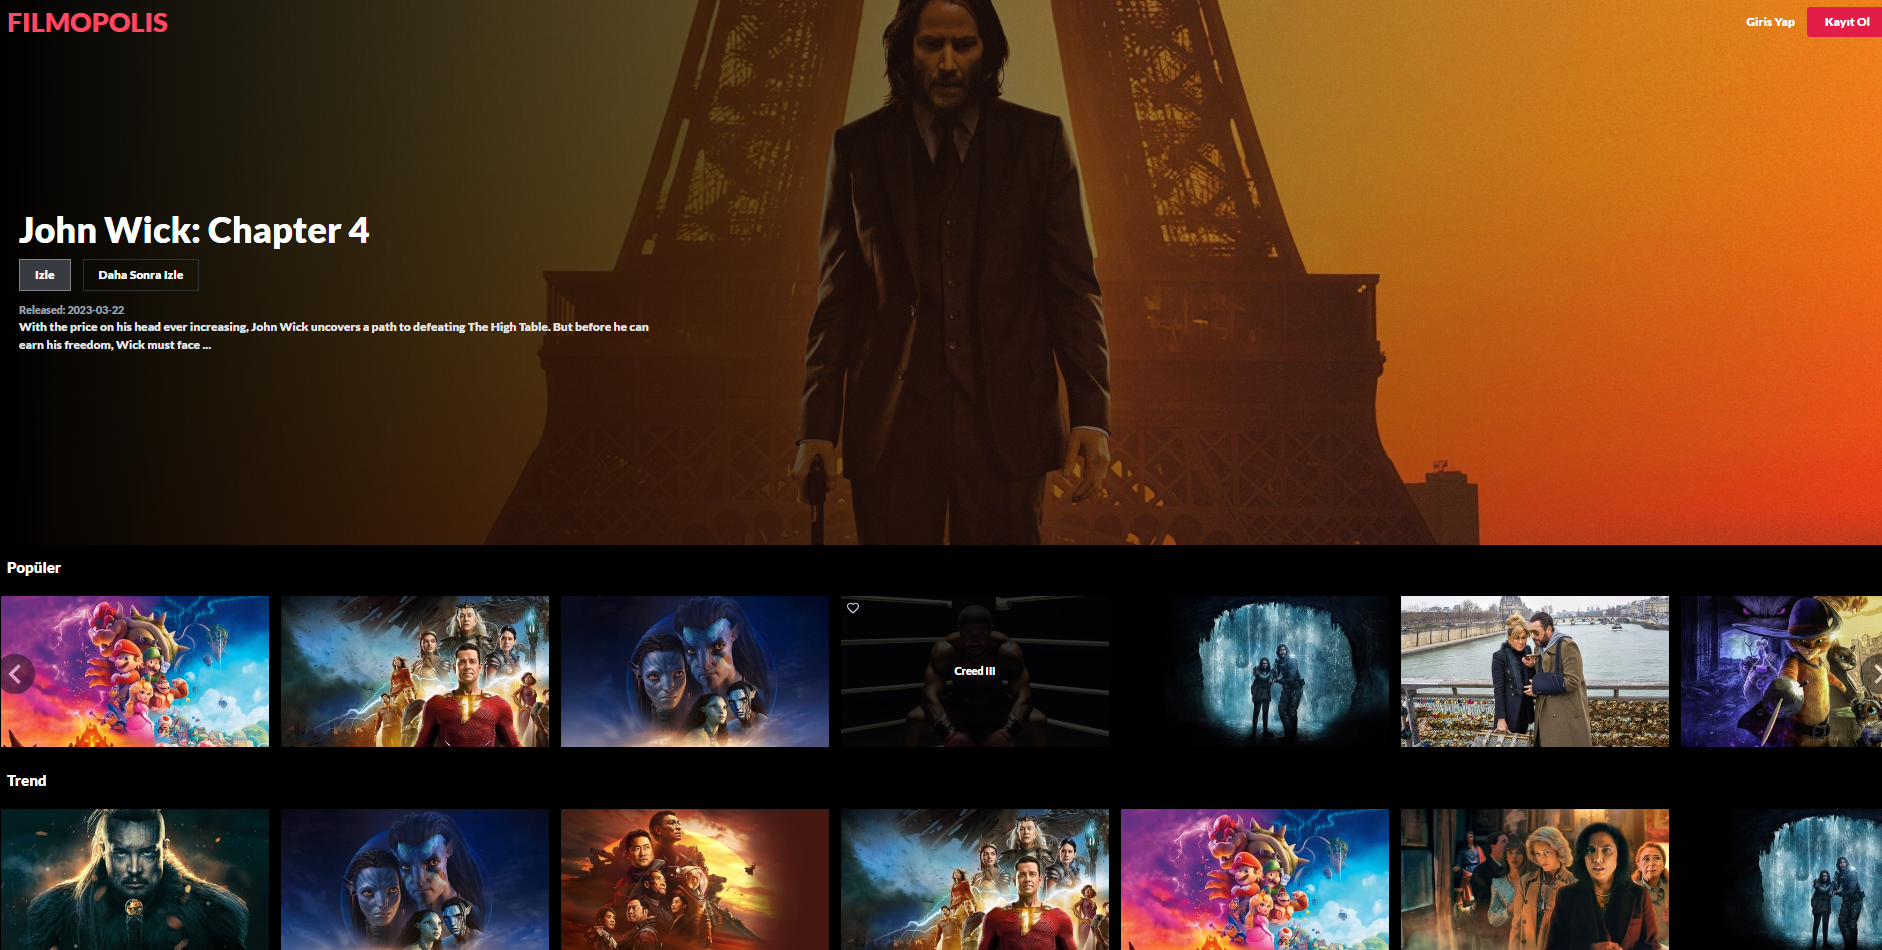 FILMOPOLIS
Giris Yap
Kayıt Ol
John Wick: Chapter 4
Izle
Daha Sonra Izle
Released: 2023-03-22
With the price on his head ever increasing, John Wick uncovers a path to defeating The High Table. But before he can
earn his freedom, Wick must face ...
Popüler
Creed III
Trend